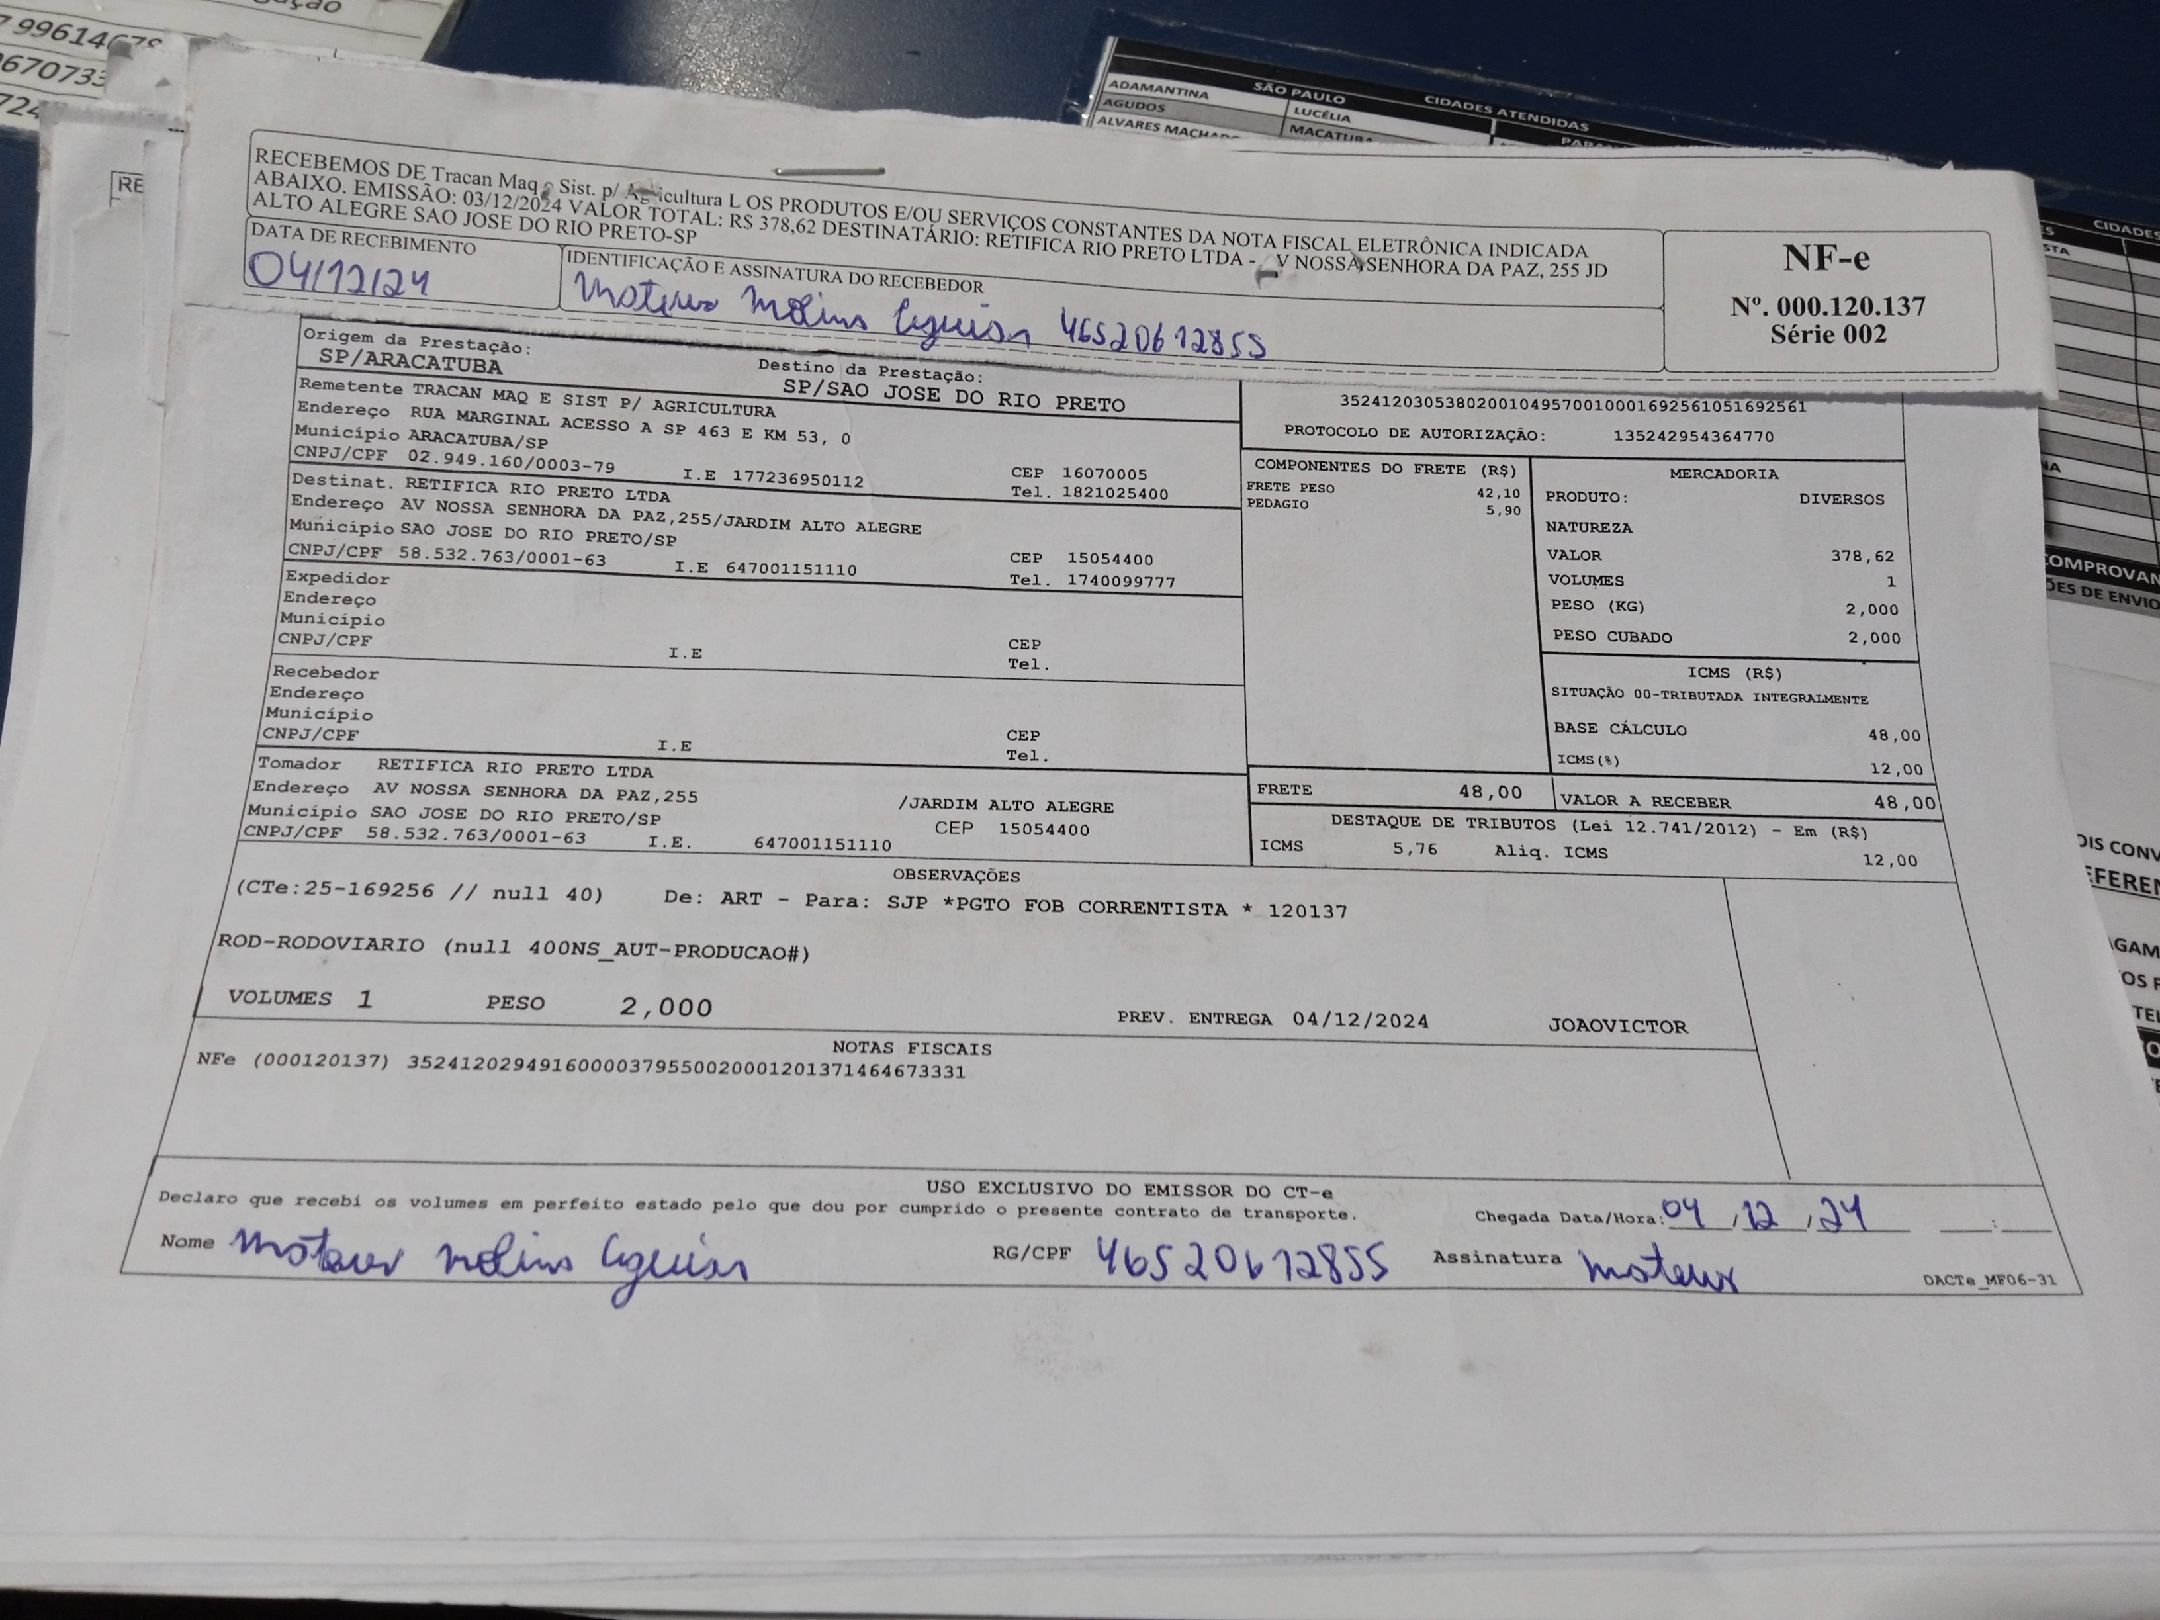 99614678
067073
724
SÃO PAULO
CIDADES ATENDIDAS
ADAMANTINA
LUCÉLIA
AGUDOS
MACATUBA
RECEBEMOS DE Tracan Maq e Sist. p/ Agricultura L OS PRODUTOS E/OU SERVIÇOS CONSTANTES DA NOTA FISCAL ELETRÔNICA INDICADA
ABAIXO. EMISSÃO: 03/12/2024 VALOR TOTAL: R$ 378,62 DESTINATÁRIO: RETIFICA RIO PRETO LTDA - V NOSSA SENHORA DA PAZ, 255 JD
ALTO ALEGRE SAO JOSE DO RIO PRETO-SP
DATA DE RECEBIMENTO
04/12/24
IDENTIFICAÇÃO E ASSINATURA DO RECEBEDOR
46520612855
NF-e
Nº. 000.120.137
Série 002
Origem da Prestação:
SP/ARACATUBA
Destino da Prestação:
SP/SAO JOSE DO RIO PRETO
Remetente TRACAN MAQ E SIST P/ AGRICULTURA
Endereço RUA MARGINAL ACESSO A SP 463 E KM 53, 0
Município ARACATUBA/SP
CEP 16070005
CNPJ/CPF 02.949.160/0003-79 I.E 177236950112 Tel. 1821025400
Destinat. RETIFICA RIO PRETO LTDA
Endereço AV NOSSA SENHORA DA PAZ,255/JARDIM ALTO ALEGRE
Município SAO JOSE DO RIO PRETO/SP CEP 15054400
CNPJ/CPF 58.532.763/0001-63 I.E 647001151110 Tel. 1740099777
Expedidor
Endereço
Município CEP
CNPJ/CPF I.E Tel.
Recebedor
Endereço
Município CEP
CNPJ/CPF I.E Tel.
Tomador RETIFICA RIO PRETO LTDA
Endereço AV NOSSA SENHORA DA PAZ,255 /JARDIM ALTO ALEGRE
Município SAO JOSE DO RIO PRETO/SP CEP 15054400
CNPJ/CPF 58.532.763/0001-63 I.E. 647001151110
PROTOCOLO DE AUTORIZAÇÃO: 135242954364770
COMPONENTES DO FRETE (R$)
FRETE PESO 42,10
PEDAGIO 5,90
MERCADORIA
PRODUTO: DIVERSOS
NATUREZA
VALOR 378,62
VOLUMES 1
PESO (KG) 2,000
PESO CUBADO 2,000
ICMS (R$)
SITUAÇÃO 00-TRIBUTADA INTEGRALMENTE
BASE CÁLCULO 48,00
ICMS(%) 12,00
FRETE 48,00 VALOR A RECEBER 48,00
DESTAQUE DE TRIBUTOS (Lei 12.741/2012) - Em (R$)
ICMS 5,76 Aliq. ICMS 12,00
OBSERVAÇÕES
(CTe:25-169256 // null 40) De: ART - Para: SJP *PGTO FOB CORRENTISTA * 120137
ROD-RODOVIARIO (null 400NS_AUT-PRODUCAO#)
VOLUMES 1 PESO 2,000 PREV. ENTREGA 04/12/2024 JOAOVICTOR
NOTAS FISCAIS
NFe (000120137) 35241202949160000379550020001201371464673331
USO EXCLUSIVO DO EMISSOR DO CT-e
Declaro que recebi os volumes em perfeito estado pelo que dou por cumprido o presente contrato de transporte.
Chegada Data/Hora: 04/12/24 :
Nome RG/CPF 46520612855 Assinatura
DACTe_MF06-31